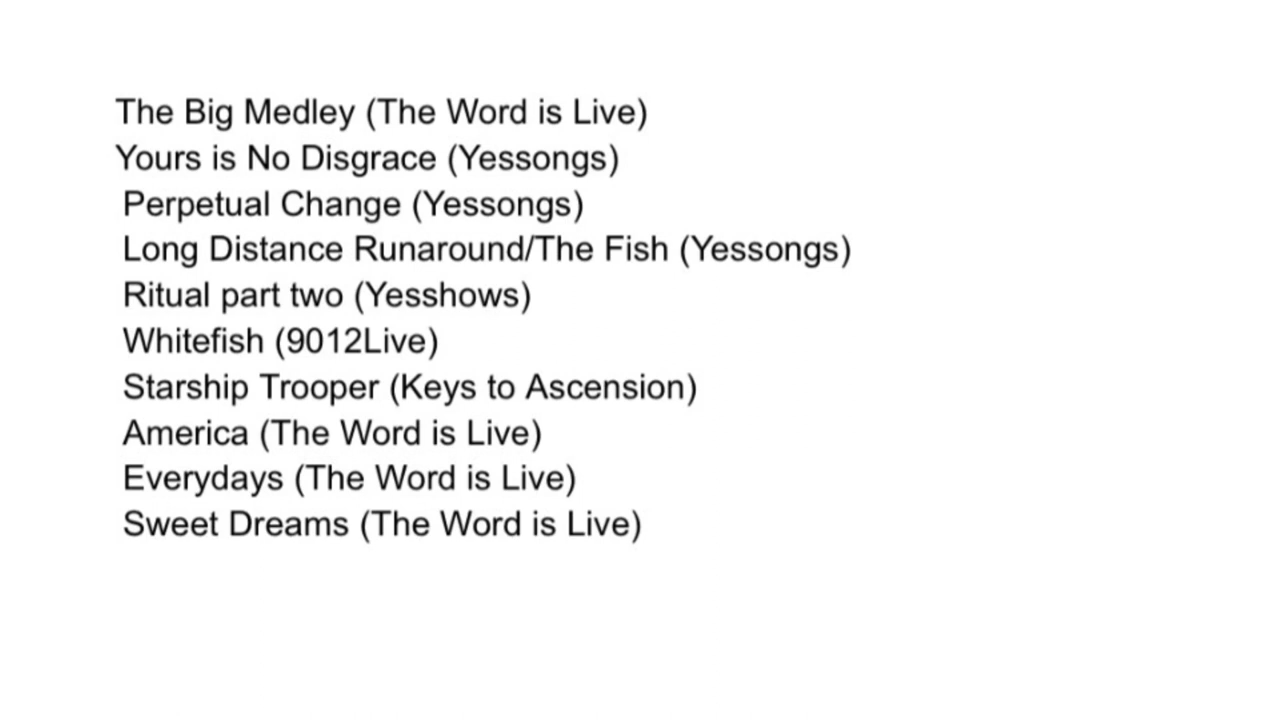 The Big Medley (The Word is Live)
Yours is No Disgrace (Yessongs)
Perpetual Change (Yessongs)
Long Distance Runaround/The Fish (Yessongs)
Ritual part two (Yesshows)
Whitefish (9012Live)
Starship Trooper (Keys to Ascension)
America (The Word is Live)
Everydays (The Word is Live)
Sweet Dreams (The Word is Live)